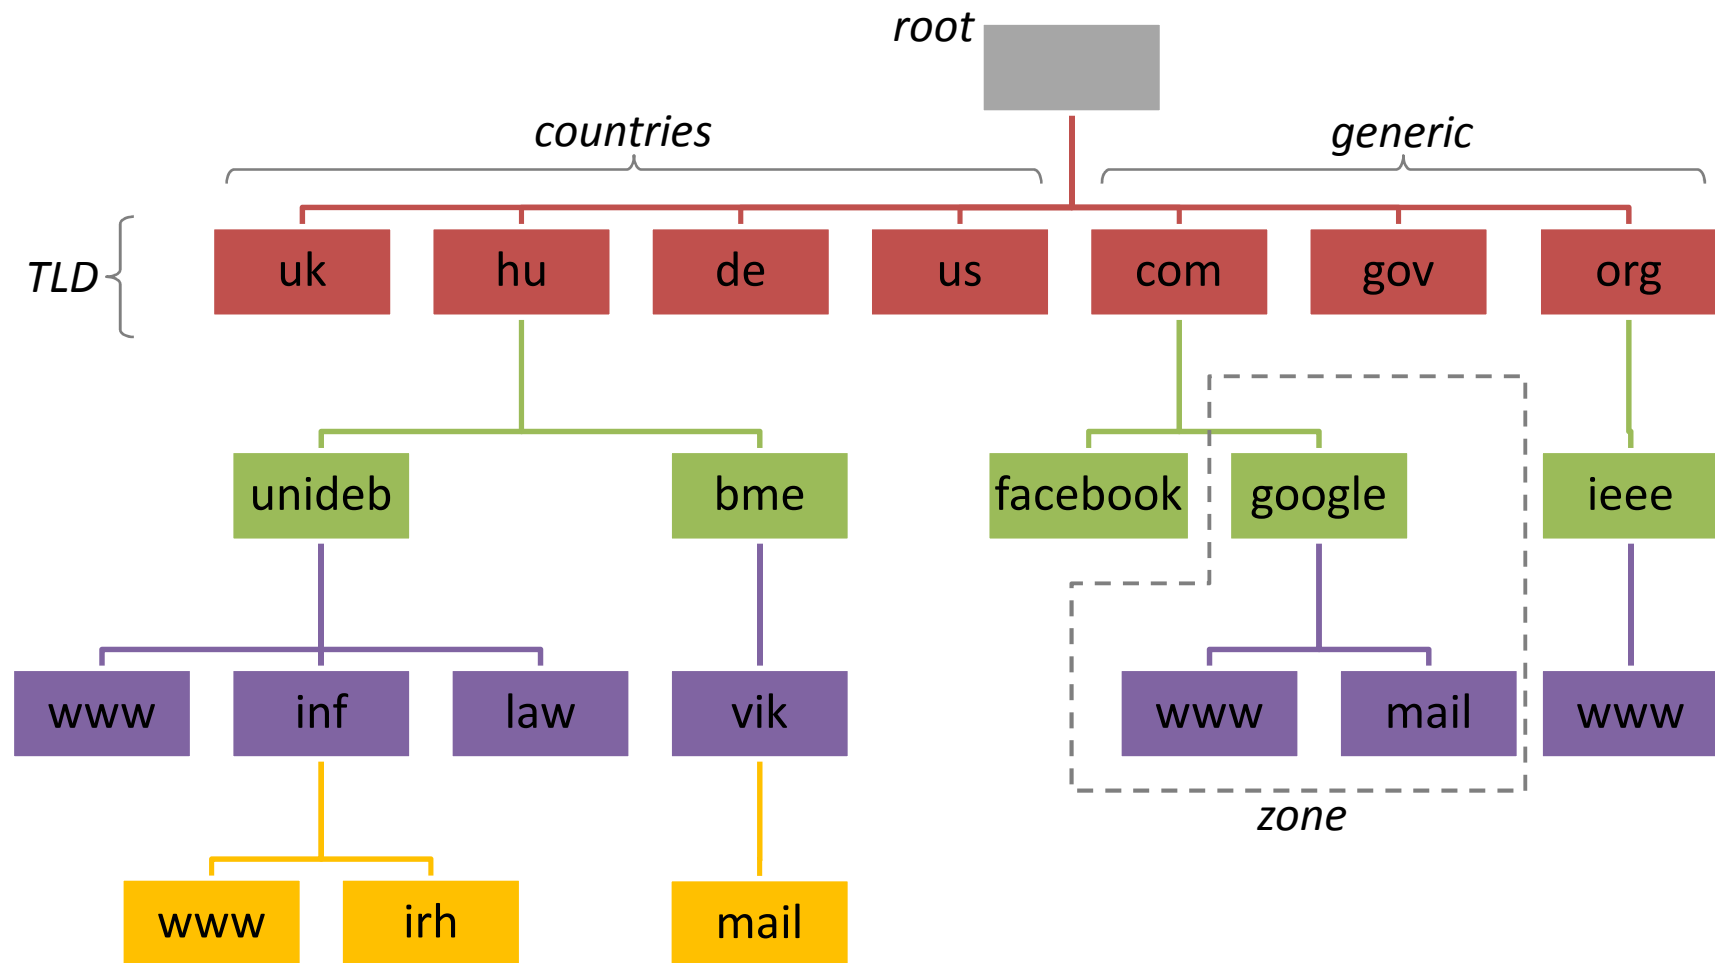 root
countries
generic
TLD
uk
hu
de
us
com
gov
org
unideb
bme
facebook
google
ieee
www
inf
law
vik
www
mail
www
zone
www
irh
mail